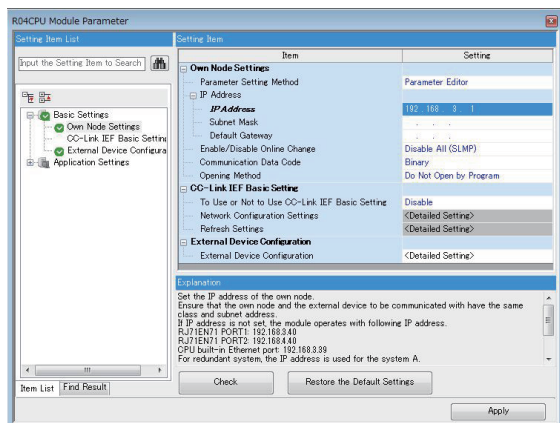 R04CPU Module Parameter
Setting Item List
Input the Setting Item to Search
Basic Settings
Own Node Settings
CC-Link IEF Basic Setting
External Device Configura
Application Settings
Item List Find Result
Setting Item
Item Setting
Own Node Settings
Parameter Setting Method Parameter Editor
IP Address
IP Address 192 . 168 . 3 . 1
Subnet Mask . . .
Default Gateway . . .
Enable/Disable Online Change Disable All (SLMP)
Communication Data Code Binary
Opening Method Do Not Open by Program
CC-Link IEF Basic Setting
To Use or Not to Use CC-Link IEF Basic Setting Disable
Network Configuration Settings <Detailed Setting>
Refresh Settings <Detailed Setting>
External Device Configuration
External Device Configuration <Detailed Setting>
Explanation
Set the IP address of the own node.
Ensure that the own node and the external device to be communicated with have the same
class and subnet address.
If IP address is not set, the module operates with following IP address.
RJ71EN71 PORT1: 192.168.3.40
RJ71EN71 PORT2: 192.168.4.40
CPU built-in Ethernet port: 192.168.3.39
For redundant system, the IP address is used for the system A.
Check Restore the Default Settings
Apply